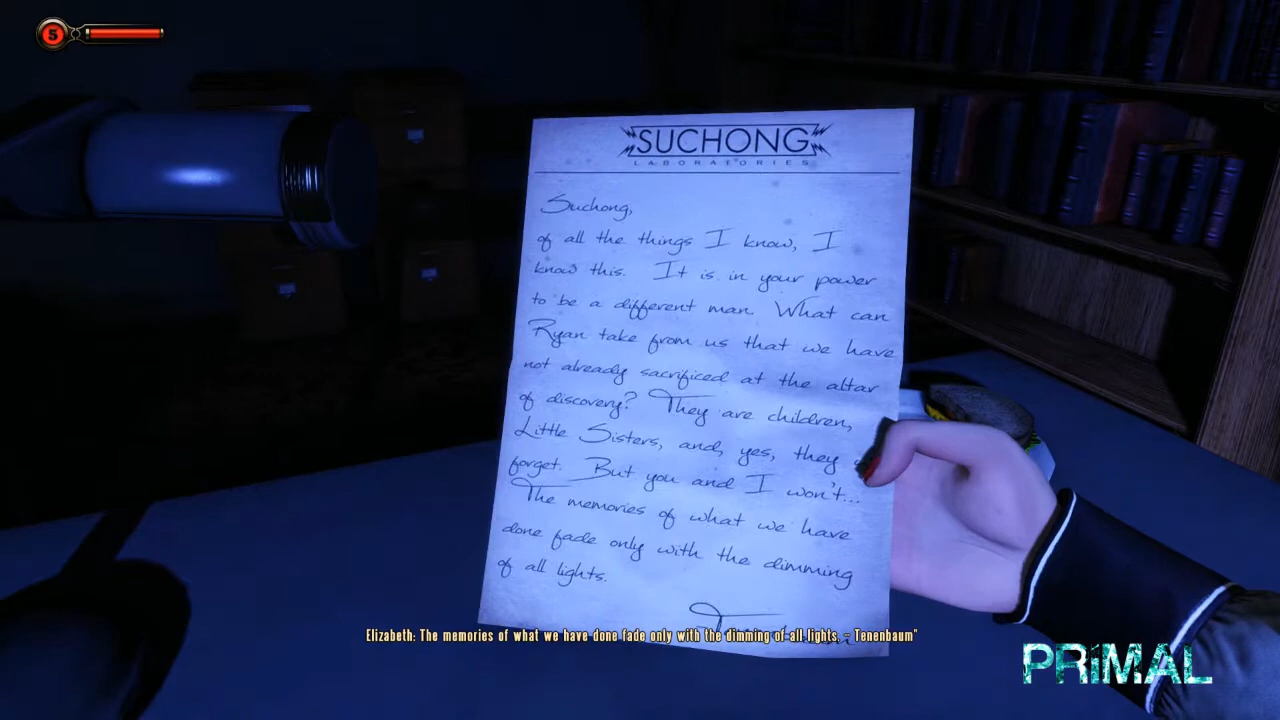 5
SUCHONG
LABORATORIES
Suchong,
of all the things I know, I
know this. It is in your power
to be a different man. What can
Ryan take from us that we have
not already sacrificed at the altar
of discovery? They are children,
Little Sisters, and, yes, they
forget. But you and I won't...
The memories of what we have
done fade only with the dimming
of all lights.
Elizabeth: The memories of what we have done fade only with the dimming of all lights. - Tenenbaum"
PR1MAL